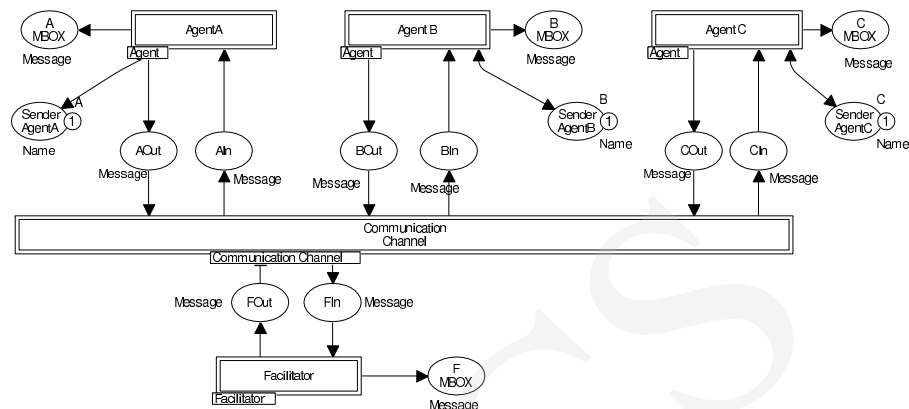 A
MBOX
Message
AgentA
Agent
A
Sender
AgentA
1
Name
AOut
Message
AIn
Message
Agent B
Agent
B
MBOX
Message
B
Sender
AgentB
1
Name
BOut
Message
BIn
Message
Agent C
Agent
C
MBOX
Message
C
Sender
AgentC
1
Name
COut
Message
CIn
Message
Communication
Channel
Communication Channel
Message
FOut
FIn
Message
Facilitator
Facilitator
F
MBOX
Message